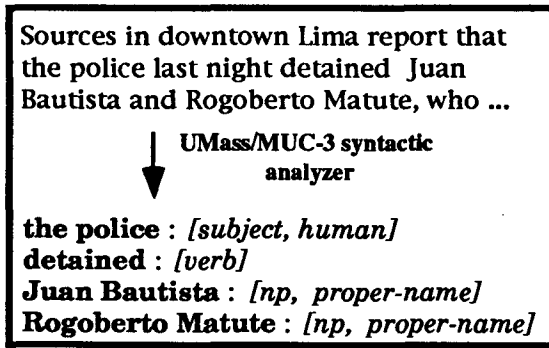 Sources in downtown Lima report that
the police last night detained Juan
Bautista and Rogoberto Matute, who ...
UMass/MUC-3 syntactic
analyzer
the police : [subject, human]
detained : [verb]
Juan Bautista : [np, proper-name]
Rogoberto Matute : [np, proper-name]